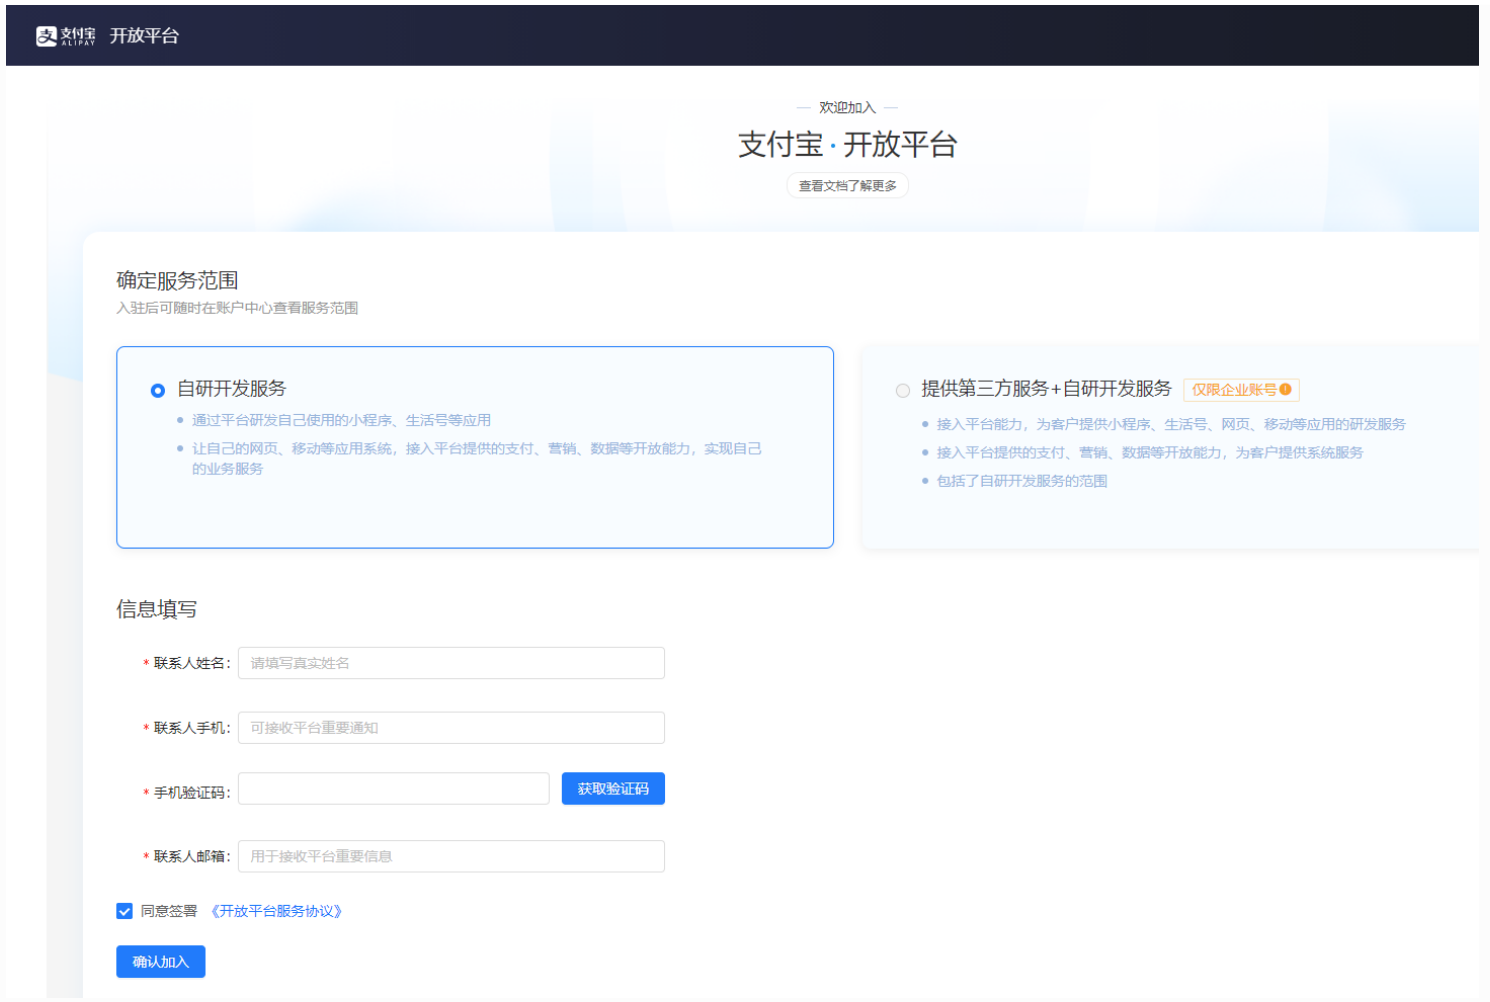 支 支付宝 开放平台
ALIPAY
欢迎加入
支付宝·开放平台
查看文档了解更多
确定服务范围
入驻后可随时在账户中心查看服务范围
自研开发服务
通过平台研发自己使用的小程序、生活号等应用
让自己的网页、移动等应用系统，接入平台提供的支付、营销、数据等开放能力，实现自己
的业务服务
提供第三方服务+自研开发服务 仅限企业账号
接入平台能力，为客户提供小程序、生活号、网页、移动等应用的研发服务
接入平台提供的支付、营销、数据等开放能力，为客户提供系统服务
包括了自研开发服务的范围
信息填写
* 联系人姓名： 请填写真实姓名
* 联系人手机： 可接收平台重要通知
* 手机验证码： 获取验证码
* 联系人邮箱： 用于接收平台重要信息
同意签署 《开放平台服务协议》
确认加入